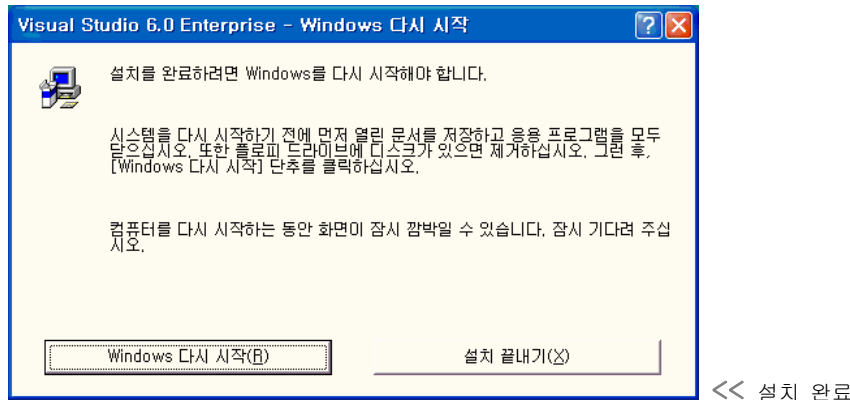 Visual Studio 6.0 Enterprise - Windows 다시 시작
설치를 완료하려면 Windows를 다시 시작해야 합니다.
시스템을 다시 시작하기 전에 먼저 열린 문서를 저장하고 응용 프로그램을 모두
닫으십시오. 또한 플로피 드라이브에 디스크가 있으면 제거하십시오. 그런 후,
[Windows 다시 시작] 단추를 클릭하십시오.
컴퓨터를 다시 시작하는 동안 화면이 잠시 깜박일 수 있습니다. 잠시 기다려 주십
시오.
Windows 다시 시작(R) 설치 끝내기(X)
<< 설치 완료